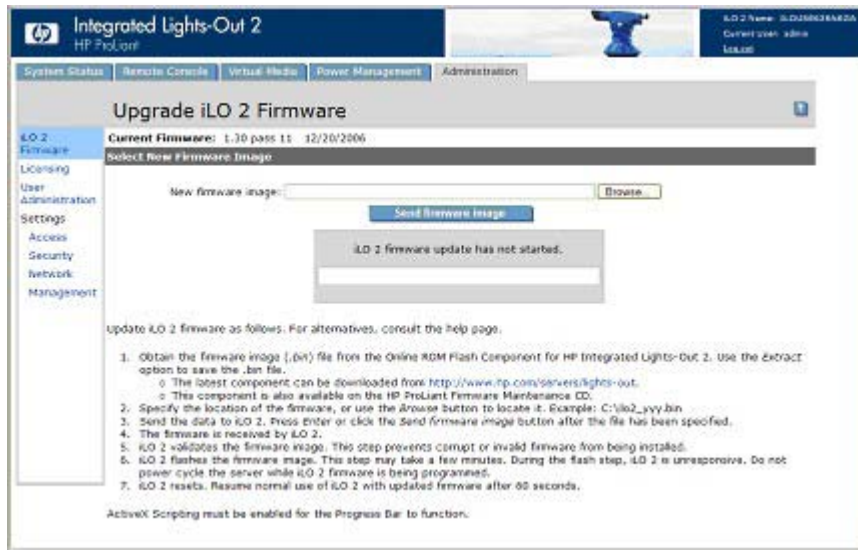 Integrated Lights-Out 2
HP ProLiant
Current User: admin
Log out
System Status
Remote Console
Virtual Media
Power Management
Administration
Upgrade iLO 2 Firmware
?
iLO 2
Firmware
Licensing
User
Administration
Settings
Access
Security
Network
Management
Current Firmware: 1.30 pass 11 12/20/2006
Select New Firmware Image
New firmware image:
Browse...
Send firmware image
iLO 2 firmware update has not started.
Update iLO 2 firmware as follows. For alternatives, consult the help page.
1. Obtain the firmware image (.bin) file from the Online ROM Flash Component for HP Integrated Lights-Out 2. Use the Extract
option to save the .bin file.
o The latest component can be downloaded from http://www.hp.com/servers/lights-out.
o This component is also available on the HP ProLiant Firmware Maintenance CD.
2. Specify the location of the firmware, or use the Browse button to locate it. Example: C:\ilo2_yyy.bin
3. Send the data to iLO 2. Press Enter or click the Send firmware image button after the file has been specified.
4. The firmware is received by iLO 2.
5. iLO 2 validates the firmware image. This step prevents corrupt or invalid firmware from being installed.
6. iLO 2 flashes the firmware image. This step may take a few minutes. During the flash step, iLO 2 is unresponsive. Do not
power cycle the server while iLO 2 firmware is being programmed.
7. iLO 2 resets. Resume normal use of iLO 2 with updated firmware after 60 seconds.
ActiveX Scripting must be enabled for the Progress Bar to function.